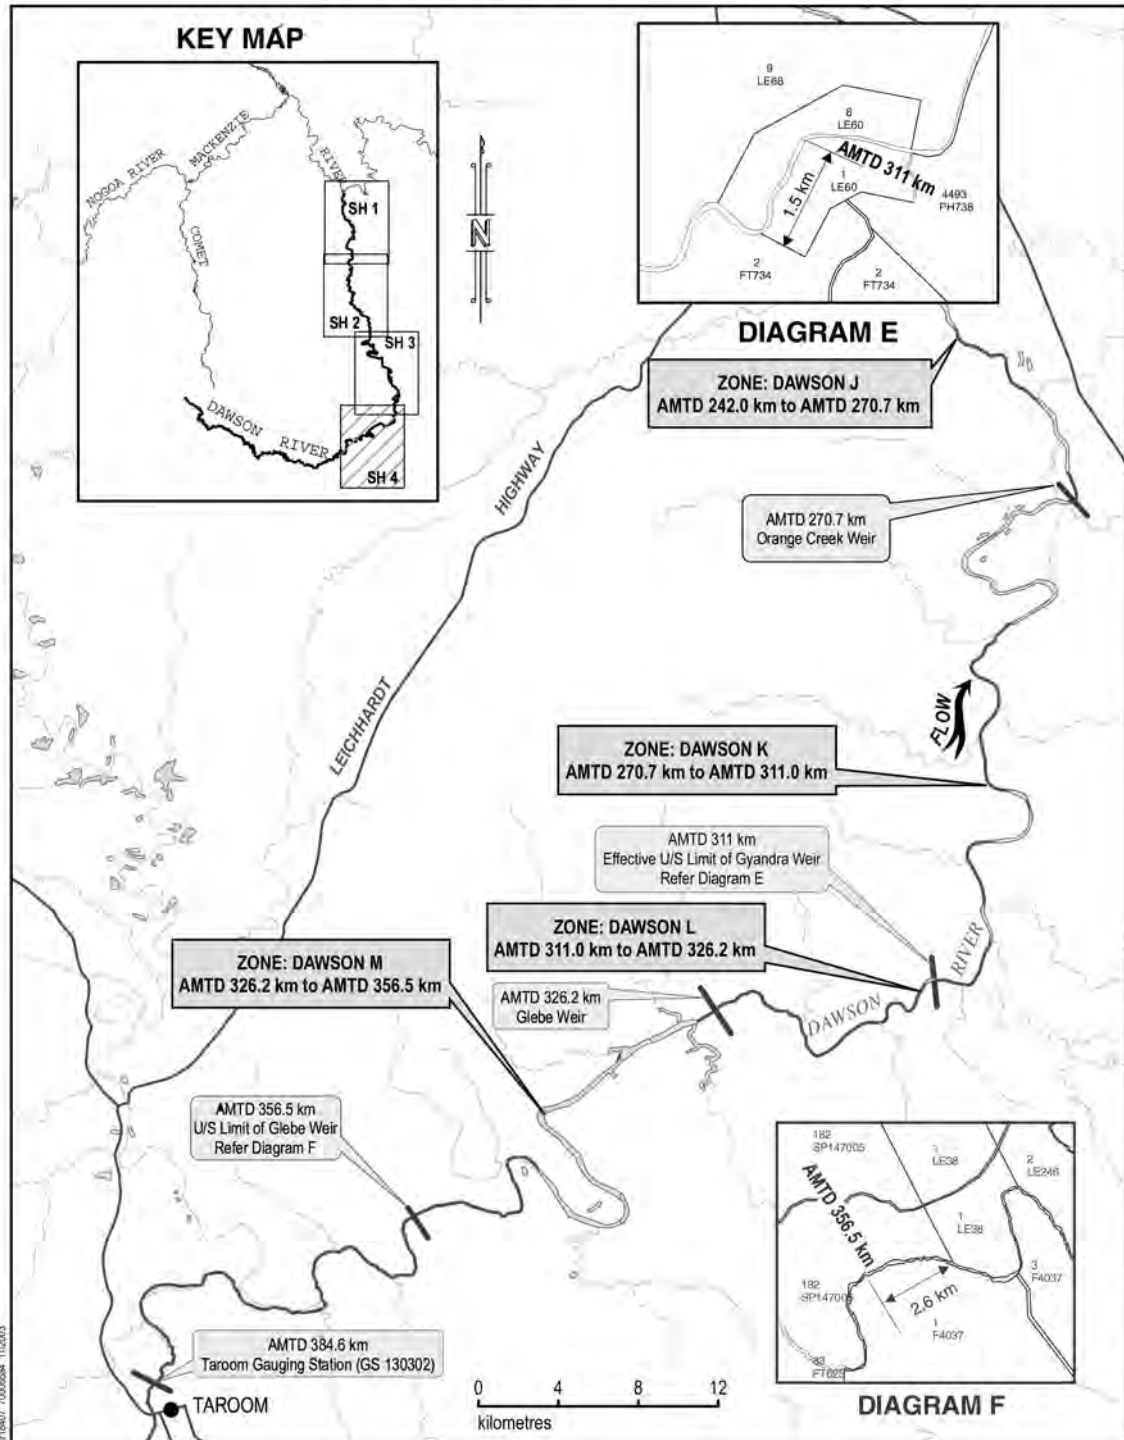 KEY MAP
NOGOA RIVER
MACKENZIE
RIVER
COMET
DAWSON RIVER
SH 1
SH 2
SH 3
SH 4
N
9
LE68
8
LE60
AMTD 311 km
1
LE60
1.5 km
4493
PH738
2
FT734
2
FT734
DIAGRAM E
ZONE: DAWSON J
AMTD 242.0 km to AMTD 270.7 km
HIGHWAY
LEICHHARDT
AMTD 270.7 km
Orange Creek Weir
FLOW
ZONE: DAWSON K
AMTD 270.7 km to AMTD 311.0 km
AMTD 311 km
Effective U/S Limit of Gyandra Weir
Refer Diagram E
ZONE: DAWSON L
AMTD 311.0 km to AMTD 326.2 km
RIVER
DAWSON
ZONE: DAWSON M
AMTD 326.2 km to AMTD 356.5 km
AMTD 326.2 km
Glebe Weir
AMTD 356.5 km
U/S Limit of Glebe Weir
Refer Diagram F
182
SP147005
1
LE38
2
LE246
AMTD 356.5 km
1
LE38
182
SP147005
2.6 km
3
F4037
1
F4037
FT625
DIAGRAM F
AMTD 384.6 km
Taroom Gauging Station (GS 130302)
TAROOM
0 4 8 12
kilometres